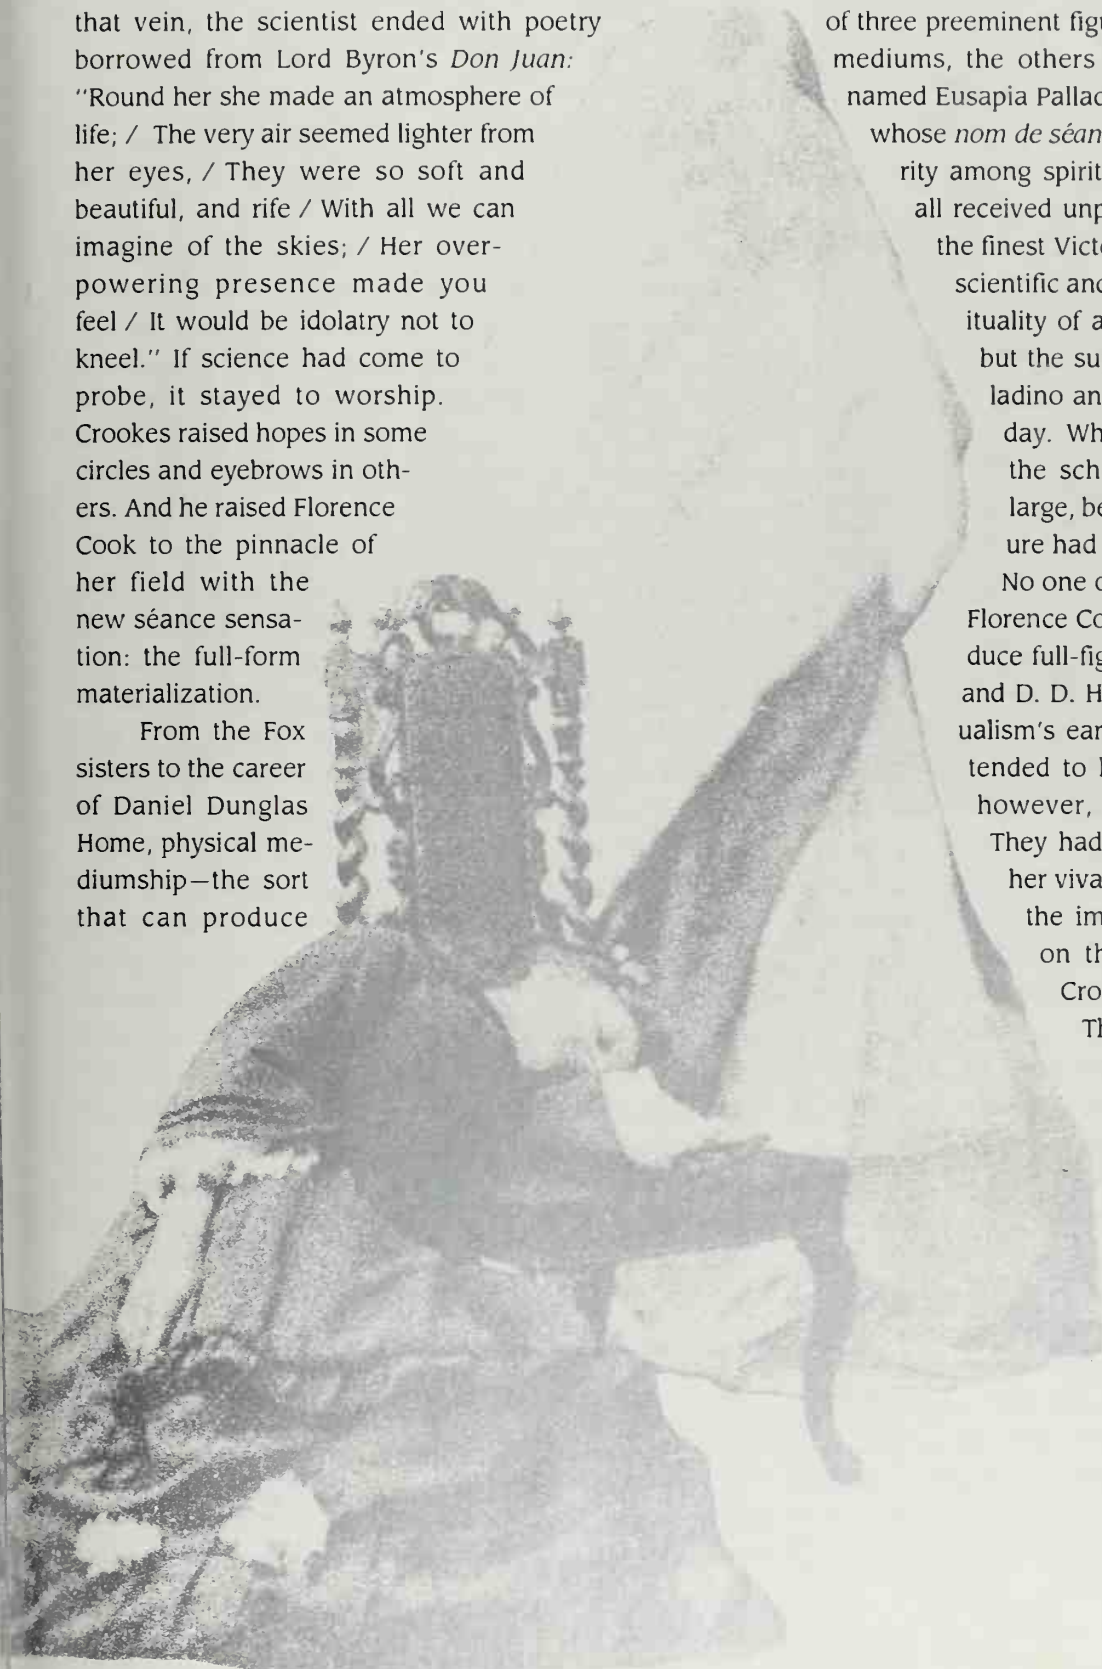 that vein, the scientist ended with poetry
borrowed from Lord Byron's Don Juan:
"Round her she made an atmosphere of
life; / The very air seemed lighter from
her eyes, / They were so soft and
beautiful, and rife / With all we can
imagine of the skies; / Her over-
powering presence made you
feel / It would be idolatry not to
kneel." If science had come to
probe, it stayed to worship.
Crookes raised hopes in some
circles and eyebrows in oth-
ers. And he raised Florence
Cook to the pinnacle of
her field with the
new séance sensa-
tion: the full-form
materialization.
From the Fox
sisters to the career
of Daniel Dunglas
Home, physical me-
diumship—the sort
that can produce
of three preeminent
mediums, the others
named Eusapia
whose nom de
rity among
all received
the finest
scientific
ituality of
but the
ladino
day.
the
large,
ure had
No one
Florence
duce
and D. D.
ualism's
tended to
however,
They had
her
the
on